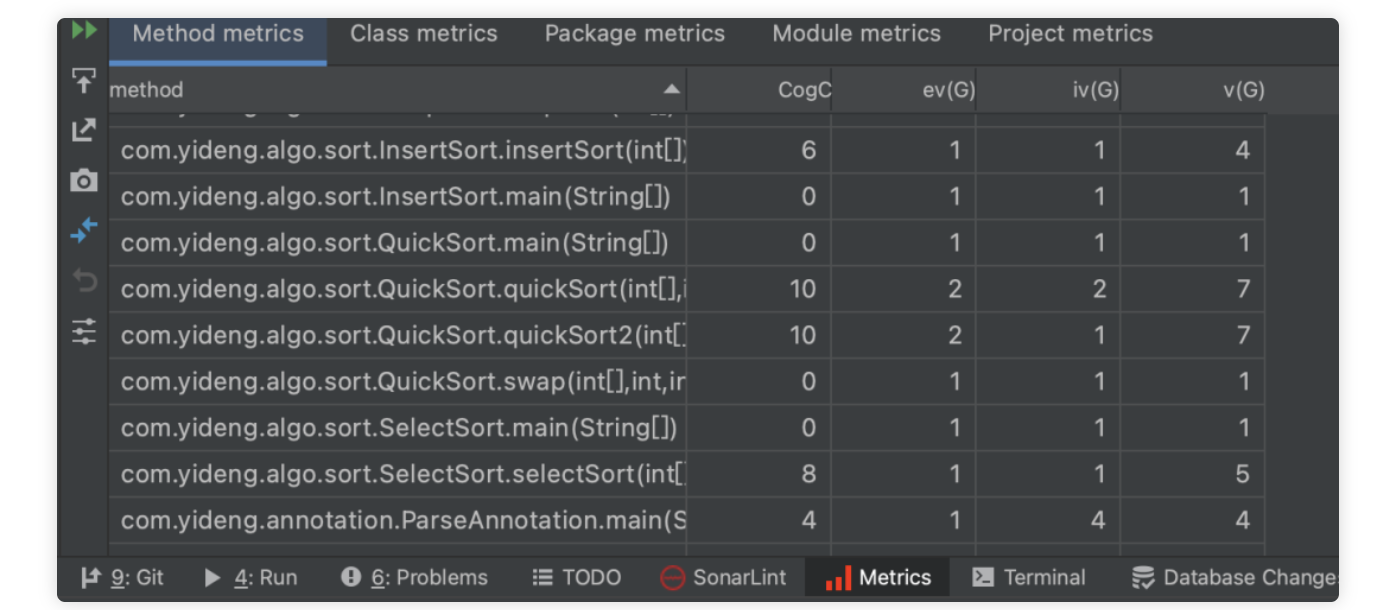 Method metrics Class metrics Package metrics Module metrics Project metrics
method CogC ev(G) iv(G) v(G)
com.yideng.algo.sort.InsertSort.insertSort(int[]) 6 1 1 4
com.yideng.algo.sort.InsertSort.main(String[]) 0 1 1 1
com.yideng.algo.sort.QuickSort.main(String[]) 0 1 1 1
com.yideng.algo.sort.QuickSort.quickSort(int[],i 10 2 2 7
com.yideng.algo.sort.QuickSort.quickSort2(int[] 10 2 1 7
com.yideng.algo.sort.QuickSort.swap(int[],int,in 0 1 1 1
com.yideng.algo.sort.SelectSort.main(String[]) 0 1 1 1
com.yideng.algo.sort.SelectSort.selectSort(int[] 8 1 1 5
com.yideng.annotation.ParseAnnotation.main(S 4 1 4 4
9: Git 4: Run 6: Problems TODO SonarLint Metrics Terminal Database Change